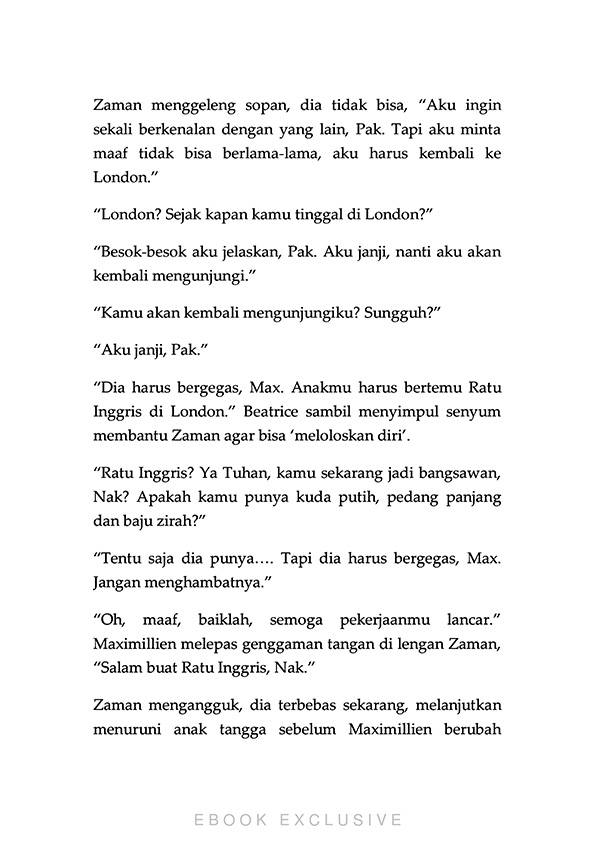 Zaman menggeleng sopan, dia tidak bisa, “Aku ingin
sekali berkenalan dengan yang lain, Pak. Tapi aku minta
maaf tidak bisa berlama-lama, aku harus kembali ke
London.”
“London? Sejak kapan kamu tinggal di London?”
“Besok-besok aku jelaskan, Pak. Aku janji, nanti aku akan
kembali mengunjungi.”
“Kamu akan kembali mengunjungiku? Sungguh?”
“Aku janji, Pak.”
“Dia harus bergegas, Max. Anakmu harus bertemu Ratu
Inggris di London.” Beatrice sambil menyimpul senyum
membantu Zaman agar bisa ‘meloloskan diri’.
“Ratu Inggris? Ya Tuhan, kamu sekarang jadi bangsawan,
Nak? Apakah kamu punya kuda putih, pedang panjang
dan baju zirah?”
“Tentu saja dia punya…. Tapi dia harus bergegas, Max.
Jangan menghambatnya.”
“Oh, maaf, baiklah, semoga pekerjaanmu lancar.”
Maximillien melepas genggaman tangan di lengan Zaman,
“Salam buat Ratu Inggris, Nak.”
Zaman mengangguk, dia terbebas sekarang, melanjutkan
menuruni anak tangga sebelum Maximillien berubah
EBOOK EXCLUSIVE